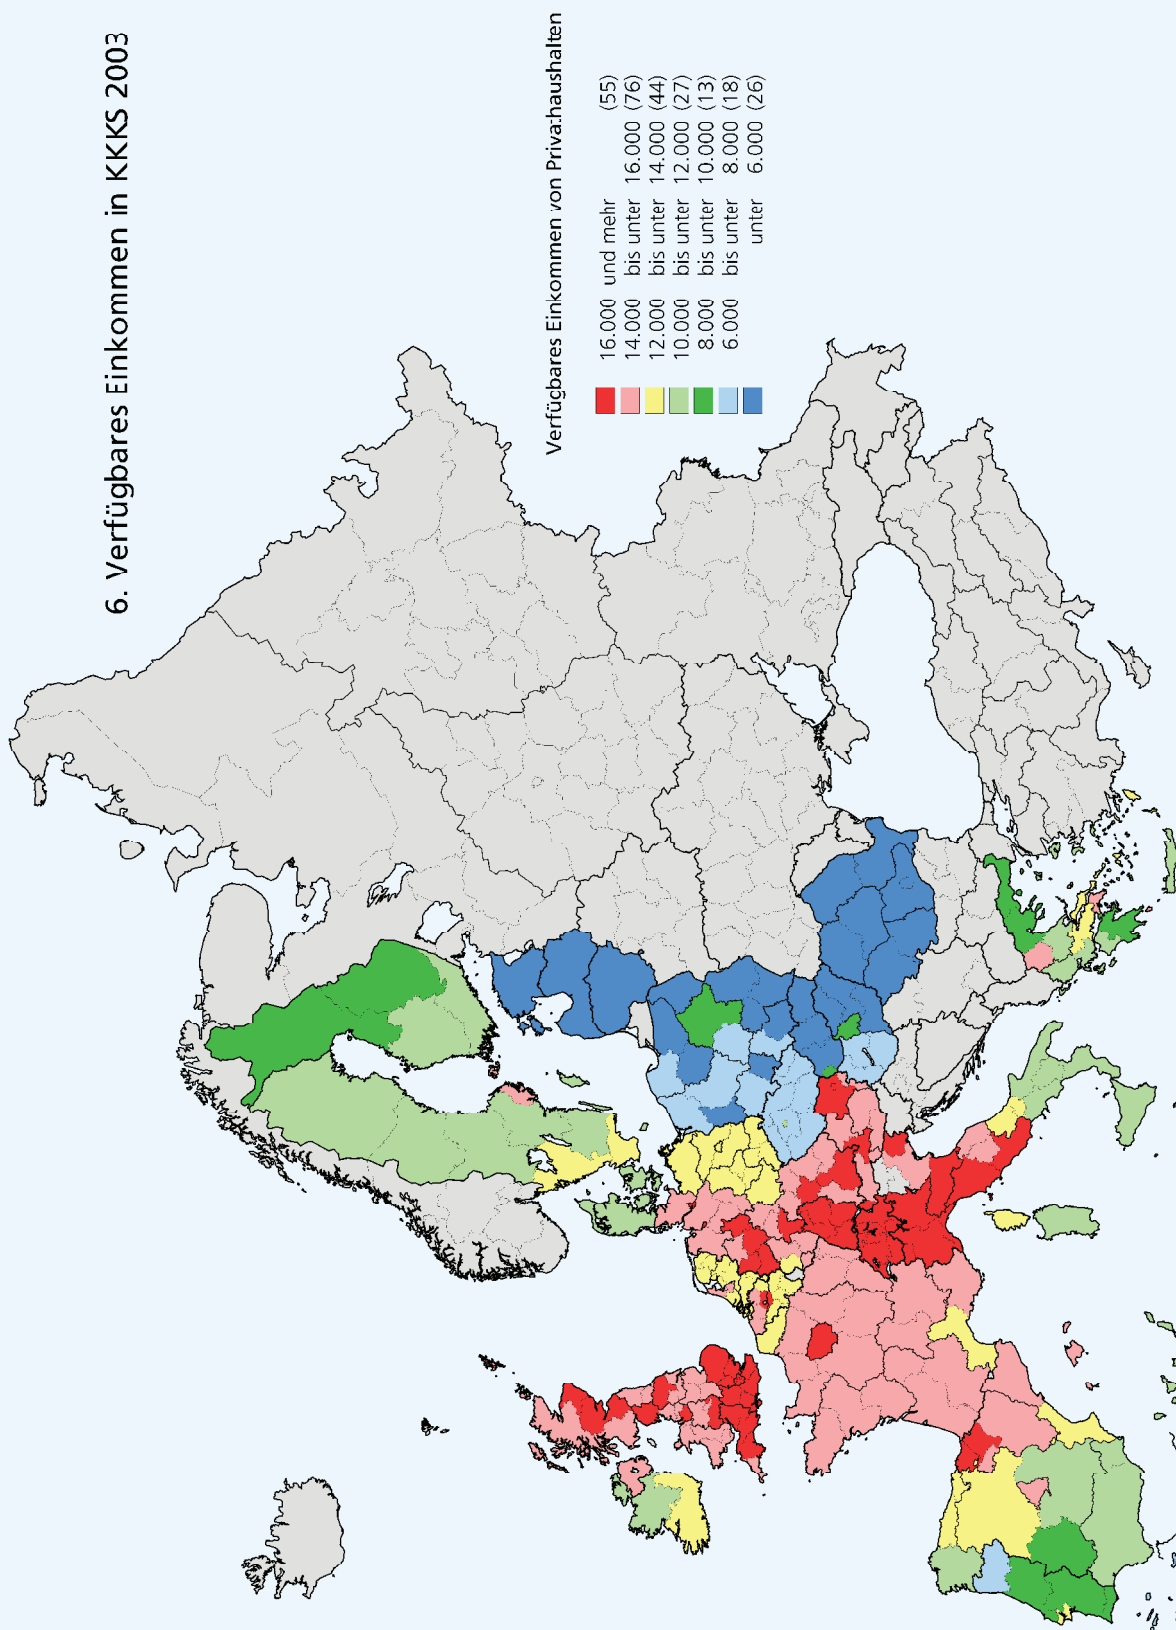 6. Verfügbares Einkommen in KKKS 2003
Verfügbares Einkommen von Privathaushalten
16.000 und mehr (55)
14.000 bis unter 16.000 (76)
12.000 bis unter 14.000 (44)
10.000 bis unter 12.000 (27)
8.000 bis unter 10.000 (13)
6.000 bis unter 8.000 (18)
unter 6.000 (26)